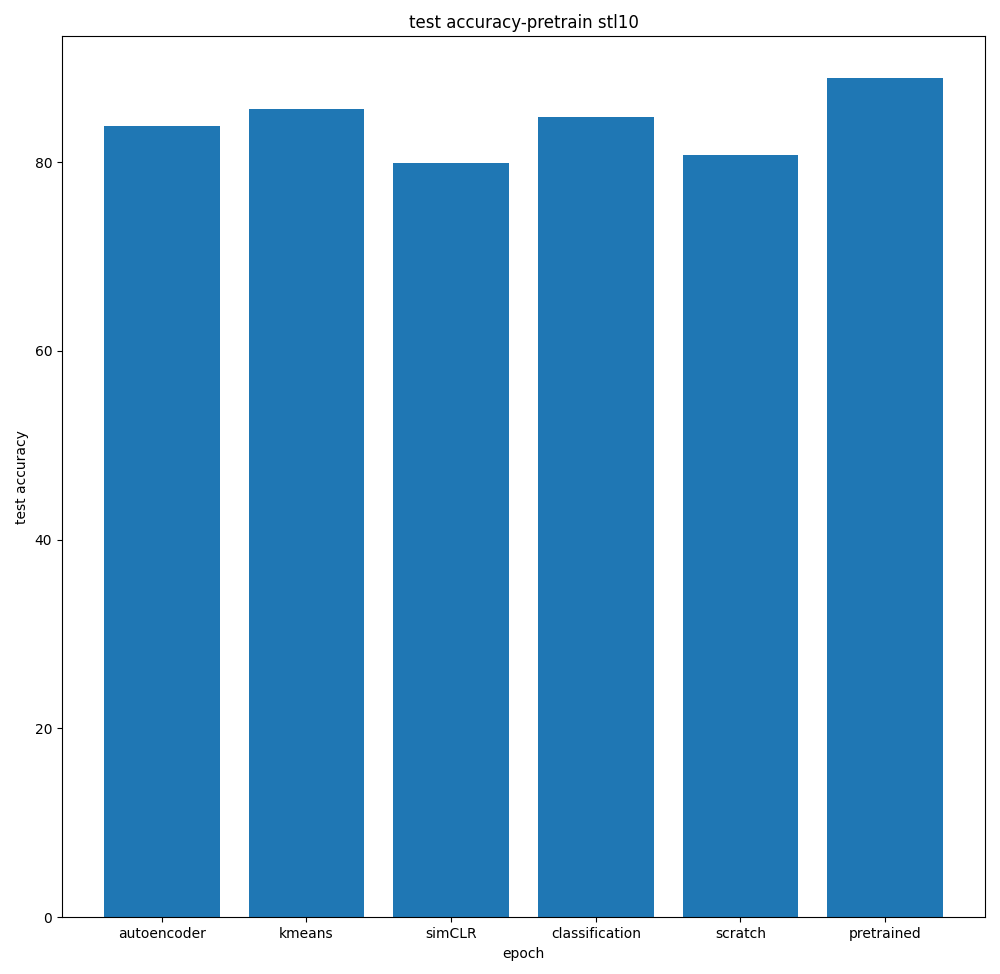 test accuracy-pretrain stl10
80
60
40
20
0
test accuracy
autoencoder kmeans simCLR classification scratch pretrained
epoch